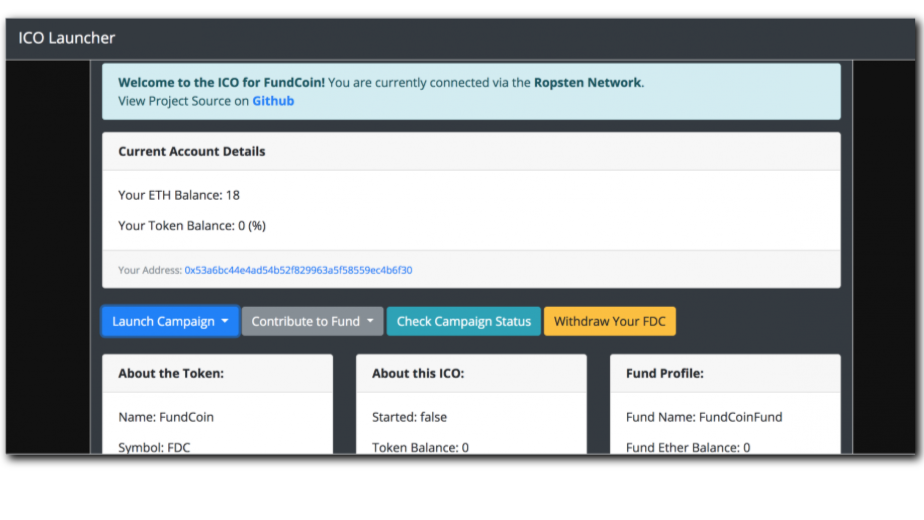 ICO Launcher
Welcome to the ICO for FundCoin! You are currently connected via the Ropsten Network.
View Project Source on Github
Current Account Details
Your ETH Balance: 18
Your Token Balance: 0 (%)
Your Address: 0x53a6bc44e4ad54b52f829963a5f58559ec4b6f30
Launch Campaign
Contribute to Fund
Check Campaign Status
Withdraw Your FDC
About the Token:
Name: FundCoin
Symbol: FDC
About this ICO:
Started: false
Token Balance: 0
Fund Profile:
Fund Name: FundCoinFund
Fund Ether Balance: 0